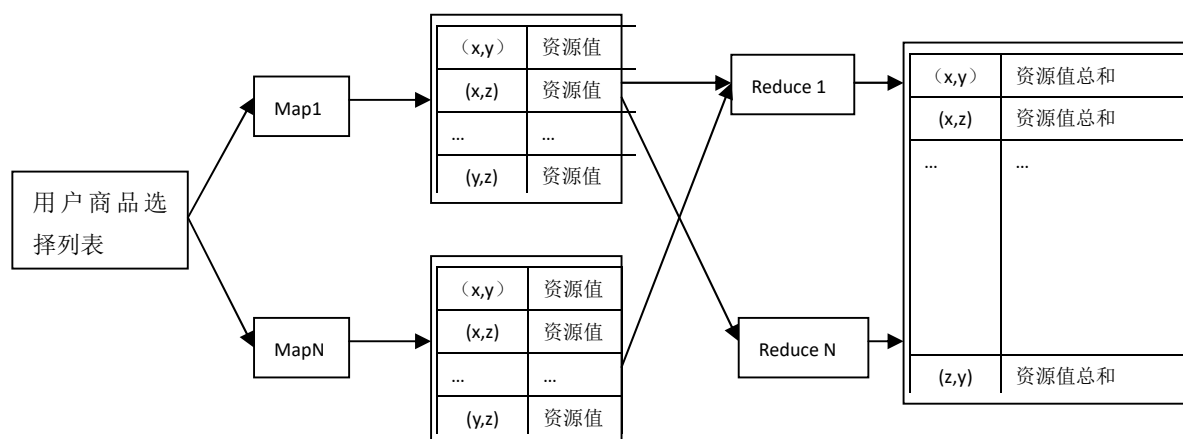 用户商品选
择列表
Map1
MapN
（x,y） 资源值
(x,z) 资源值
... ...
(y,z) 资源值
（x,y） 资源值
(x,z) 资源值
... ...
(y,z) 资源值
Reduce 1
Reduce N
（x,y） 资源值总和
(x,z) 资源值总和
... ...
(z,y) 资源值总和